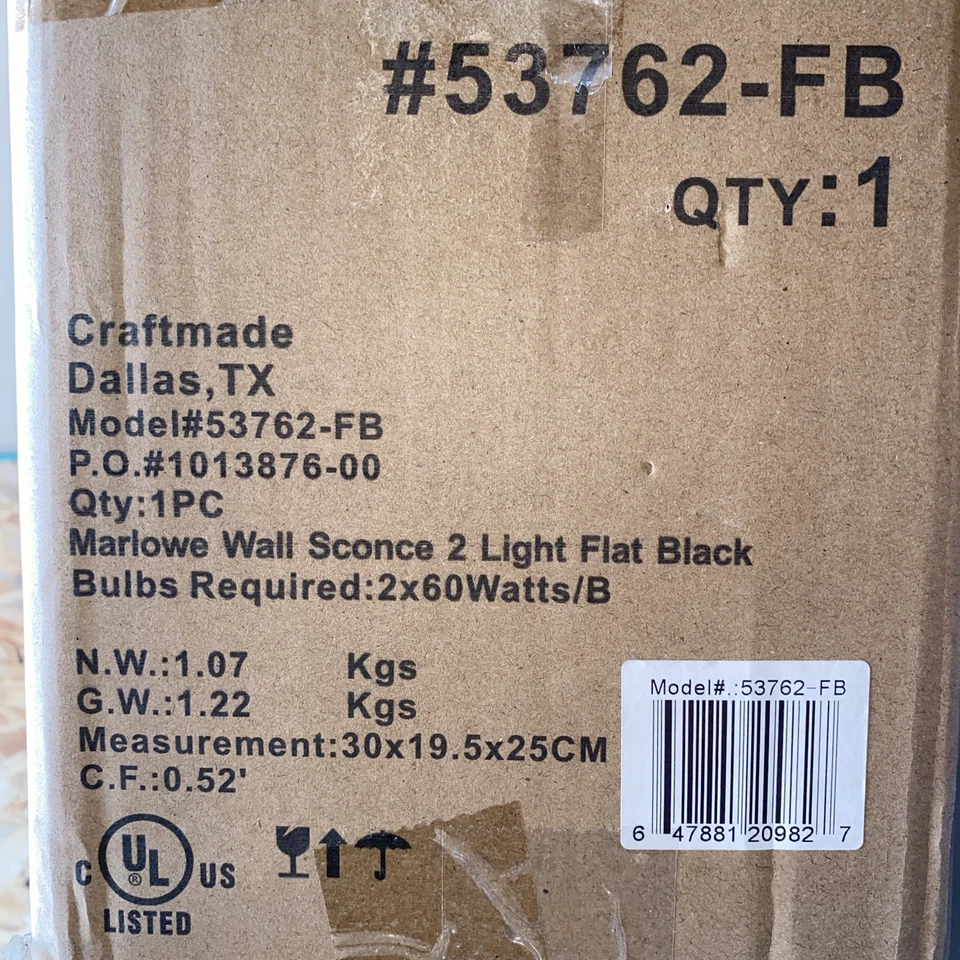 #53762-FB
QTY:1
Craftmade
Dallas,TX
Model#53762-FB
P.O.#1013876-00
Qty:1PC
Marlowe Wall Sconce 2 Light Flat Black
Bulbs Required:2x60Watts/B
N.W.:1.07 Kgs
G.W.:1.22 Kgs
Measurement:30x19.5x25CM
C.F.:0.52'
Model#.:53762-FB
6 47881 20982 7
C UL ® US
LISTED